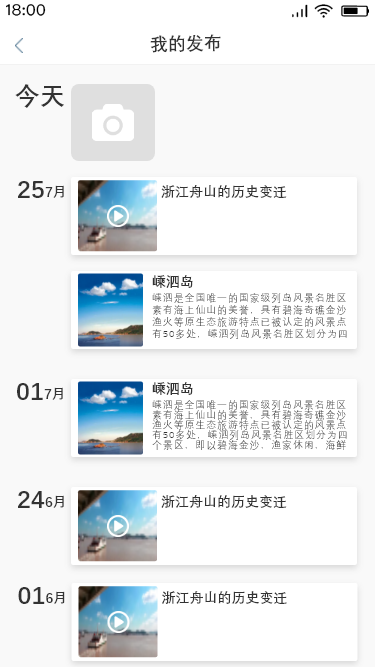 18:00
我的发布
今天
25 7月
浙江舟山的历史变迁
嵊泗岛
嵊泗是全国唯一的国家级列岛风景名胜区
素有海上仙山的美誉．具有碧海奇礁金沙
渔火等原生态旅游特点已被认定的风景点
有50多处．嵊泗列岛风景名胜区划分为四
01 7月
嵊泗岛
嵊泗是全国唯一的国家级列岛风景名胜区
素有海上仙山的美誉．具有碧海奇礁金沙
渔火等原生态旅游特点已被认定的风景点
有50多处．嵊泗列岛风景名胜区划分为四
个景区．即以碧海金沙．渔家休闲．海鲜
24 6月
浙江舟山的历史变迁
01 6月
浙江舟山的历史变迁